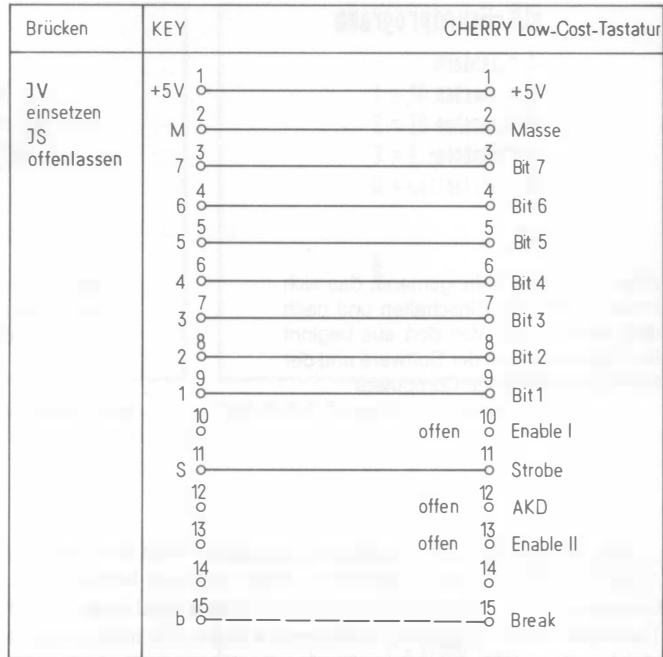 Brücken KEY CHERRY Low-Cost-Tastatur
JV
einsetzen
JS
offenlassen
+5V 1 1 +5V
M 2 2 Masse
7 3 3 Bit 7
6 4 4 Bit 6
5 5 5 Bit 5
4 6 6 Bit 4
3 7 7 Bit 3
2 8 8 Bit 2
1 9 9 Bit 1
10 offen 10 Enable I
S 11 11 Strobe
12 offen 12 AKD
13 offen 13 Enable II
14 14
b 15 15 Break